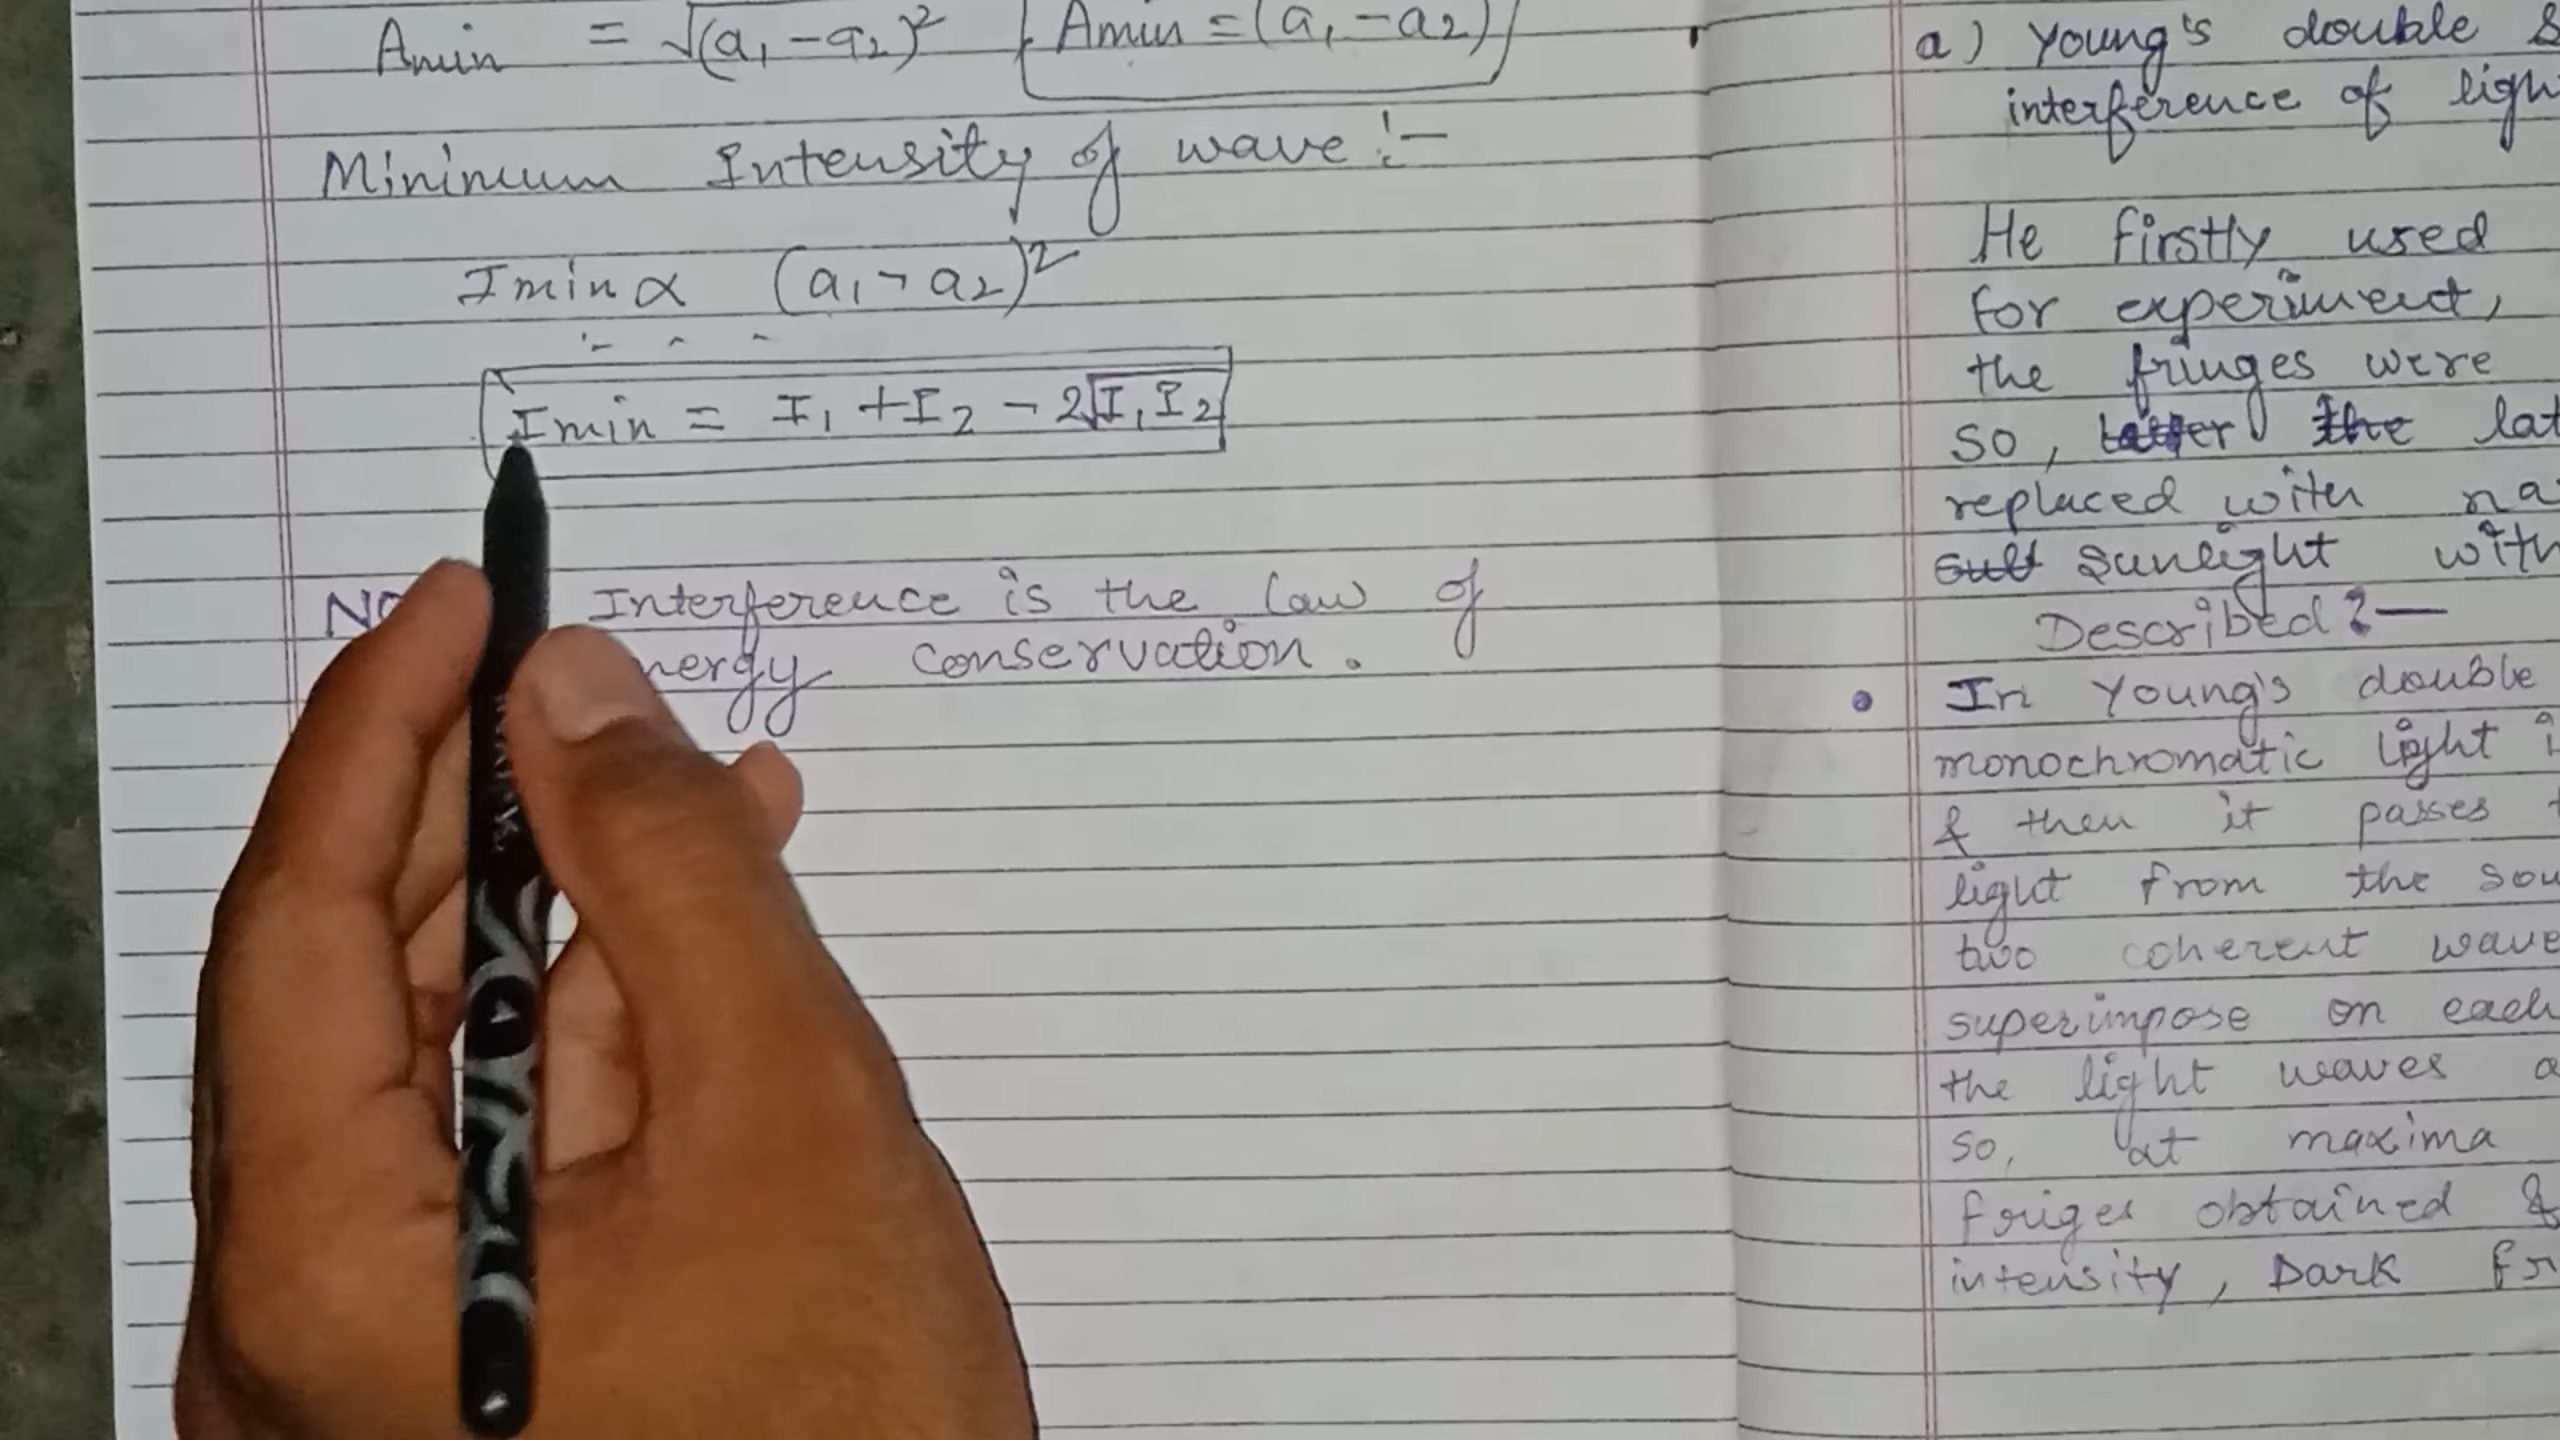 Amin = √(a₁-a₂)² Amin = (a₁-a₂)
Minimum Intensity of wave :-
Imin α (a₁-a₂)²
Imin = I₁ + I₂ - 2√I₁I₂
Interference is the law of
conservation.
a) Young's double
interference of
He firstly used
for experiment,
the fringes were
so, latter the
replaced with
Sunlight with
Described :—
• In Young's double
monochromatic light
& then it passes
light from the
two coherent
superimpose on each
the light waves
so, at maxima
friges obtained &
intensity, Dark